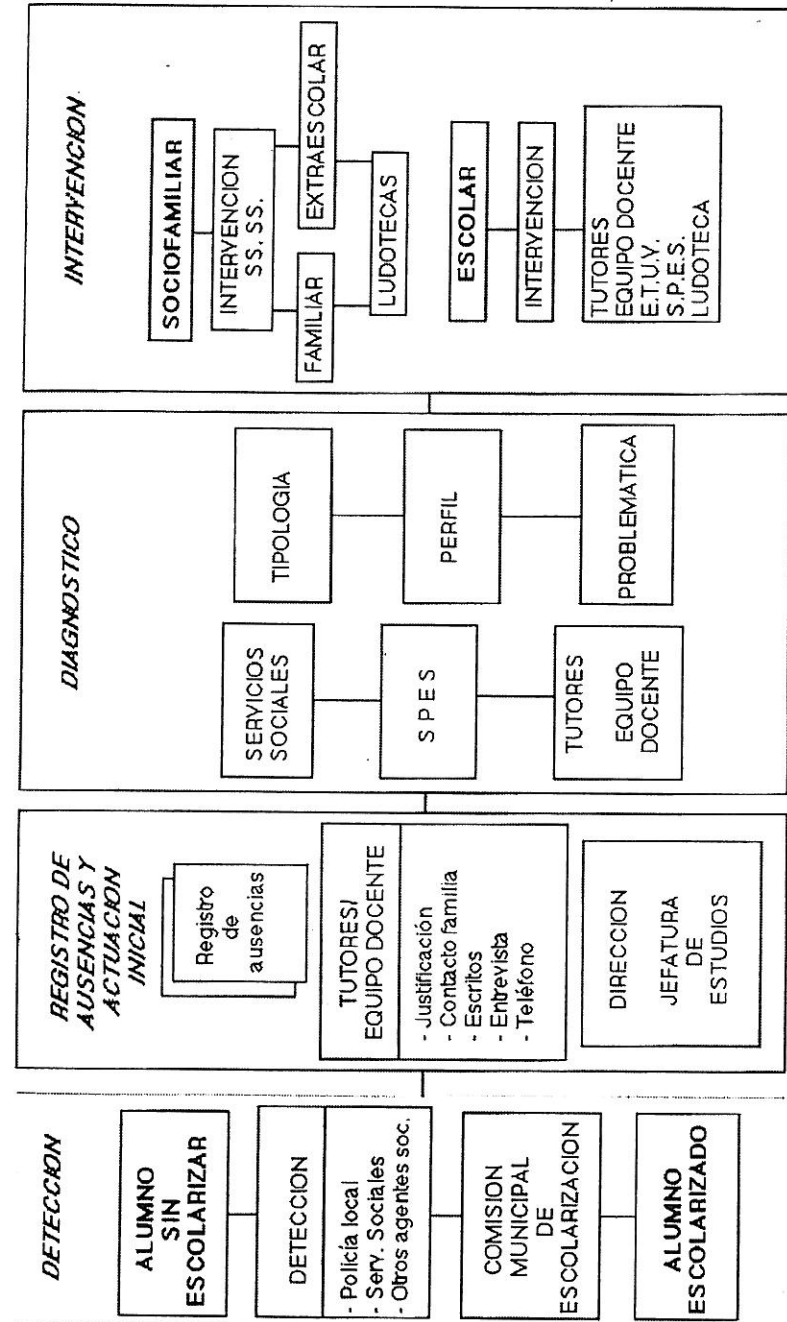 DETECCION
ALUMNO
SIN
ESCOLARIZAR
DETECCION
- Policía local
- Serv. Sociales
- Otros agentes soc.
COMISION
MUNICIPAL
DE
ESCOLARIZACION
ALUMNO
ESCOLARIZADO
REGISTRO DE
AUSENCIAS Y
ACTUACION
INICIAL
Registro
de
ausencias
TUTORES/
EQUIPO DOCENTE
- Justificación
- Contacto familia
- Escritos
- Entrevista
- Teléfono
DIRECCION
JEFATURA
DE
ESTUDIOS
DIAGNOSTICO
SERVICIOS
SOCIALES
S P E S
TUTORES
EQUIPO
DOCENTE
TIPOLOGIA
PERFIL
PROBLEMATICA
INTERVENCION
SOCIOFAMILIAR
INTERVENCION
SS. SS.
FAMILIAR
EXTRAESCOLAR
LUDOTECAS
ESCOLAR
INTERVENCION
TUTORES
EQUIPO DOCENTE
E.T.U.V.
S.P.E.S.
LUDOTECA